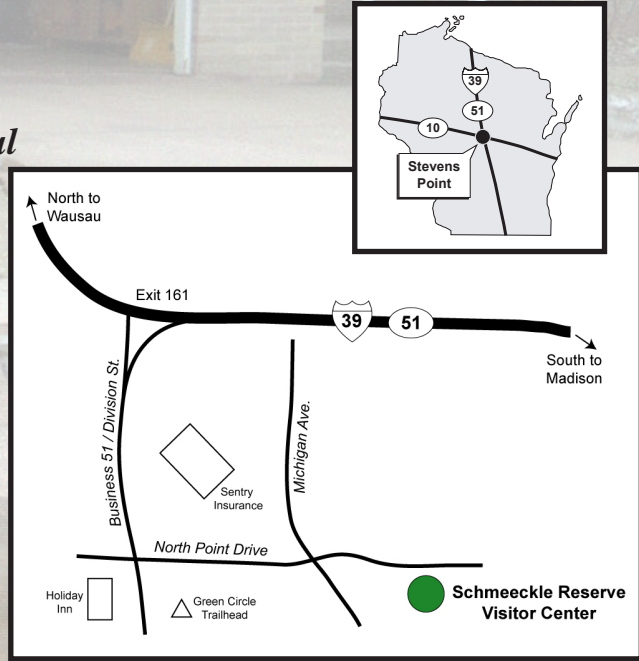 ul
39
51
10
Stevens
Point
North to
Wausau
Exit 161
39
51
South to
Madison
Business 51 / Division St.
Michigan Ave.
Sentry
Insurance
North Point Drive
Holiday
Inn
Green Circle
Trailhead
Schmeeckle Reserve
Visitor Center